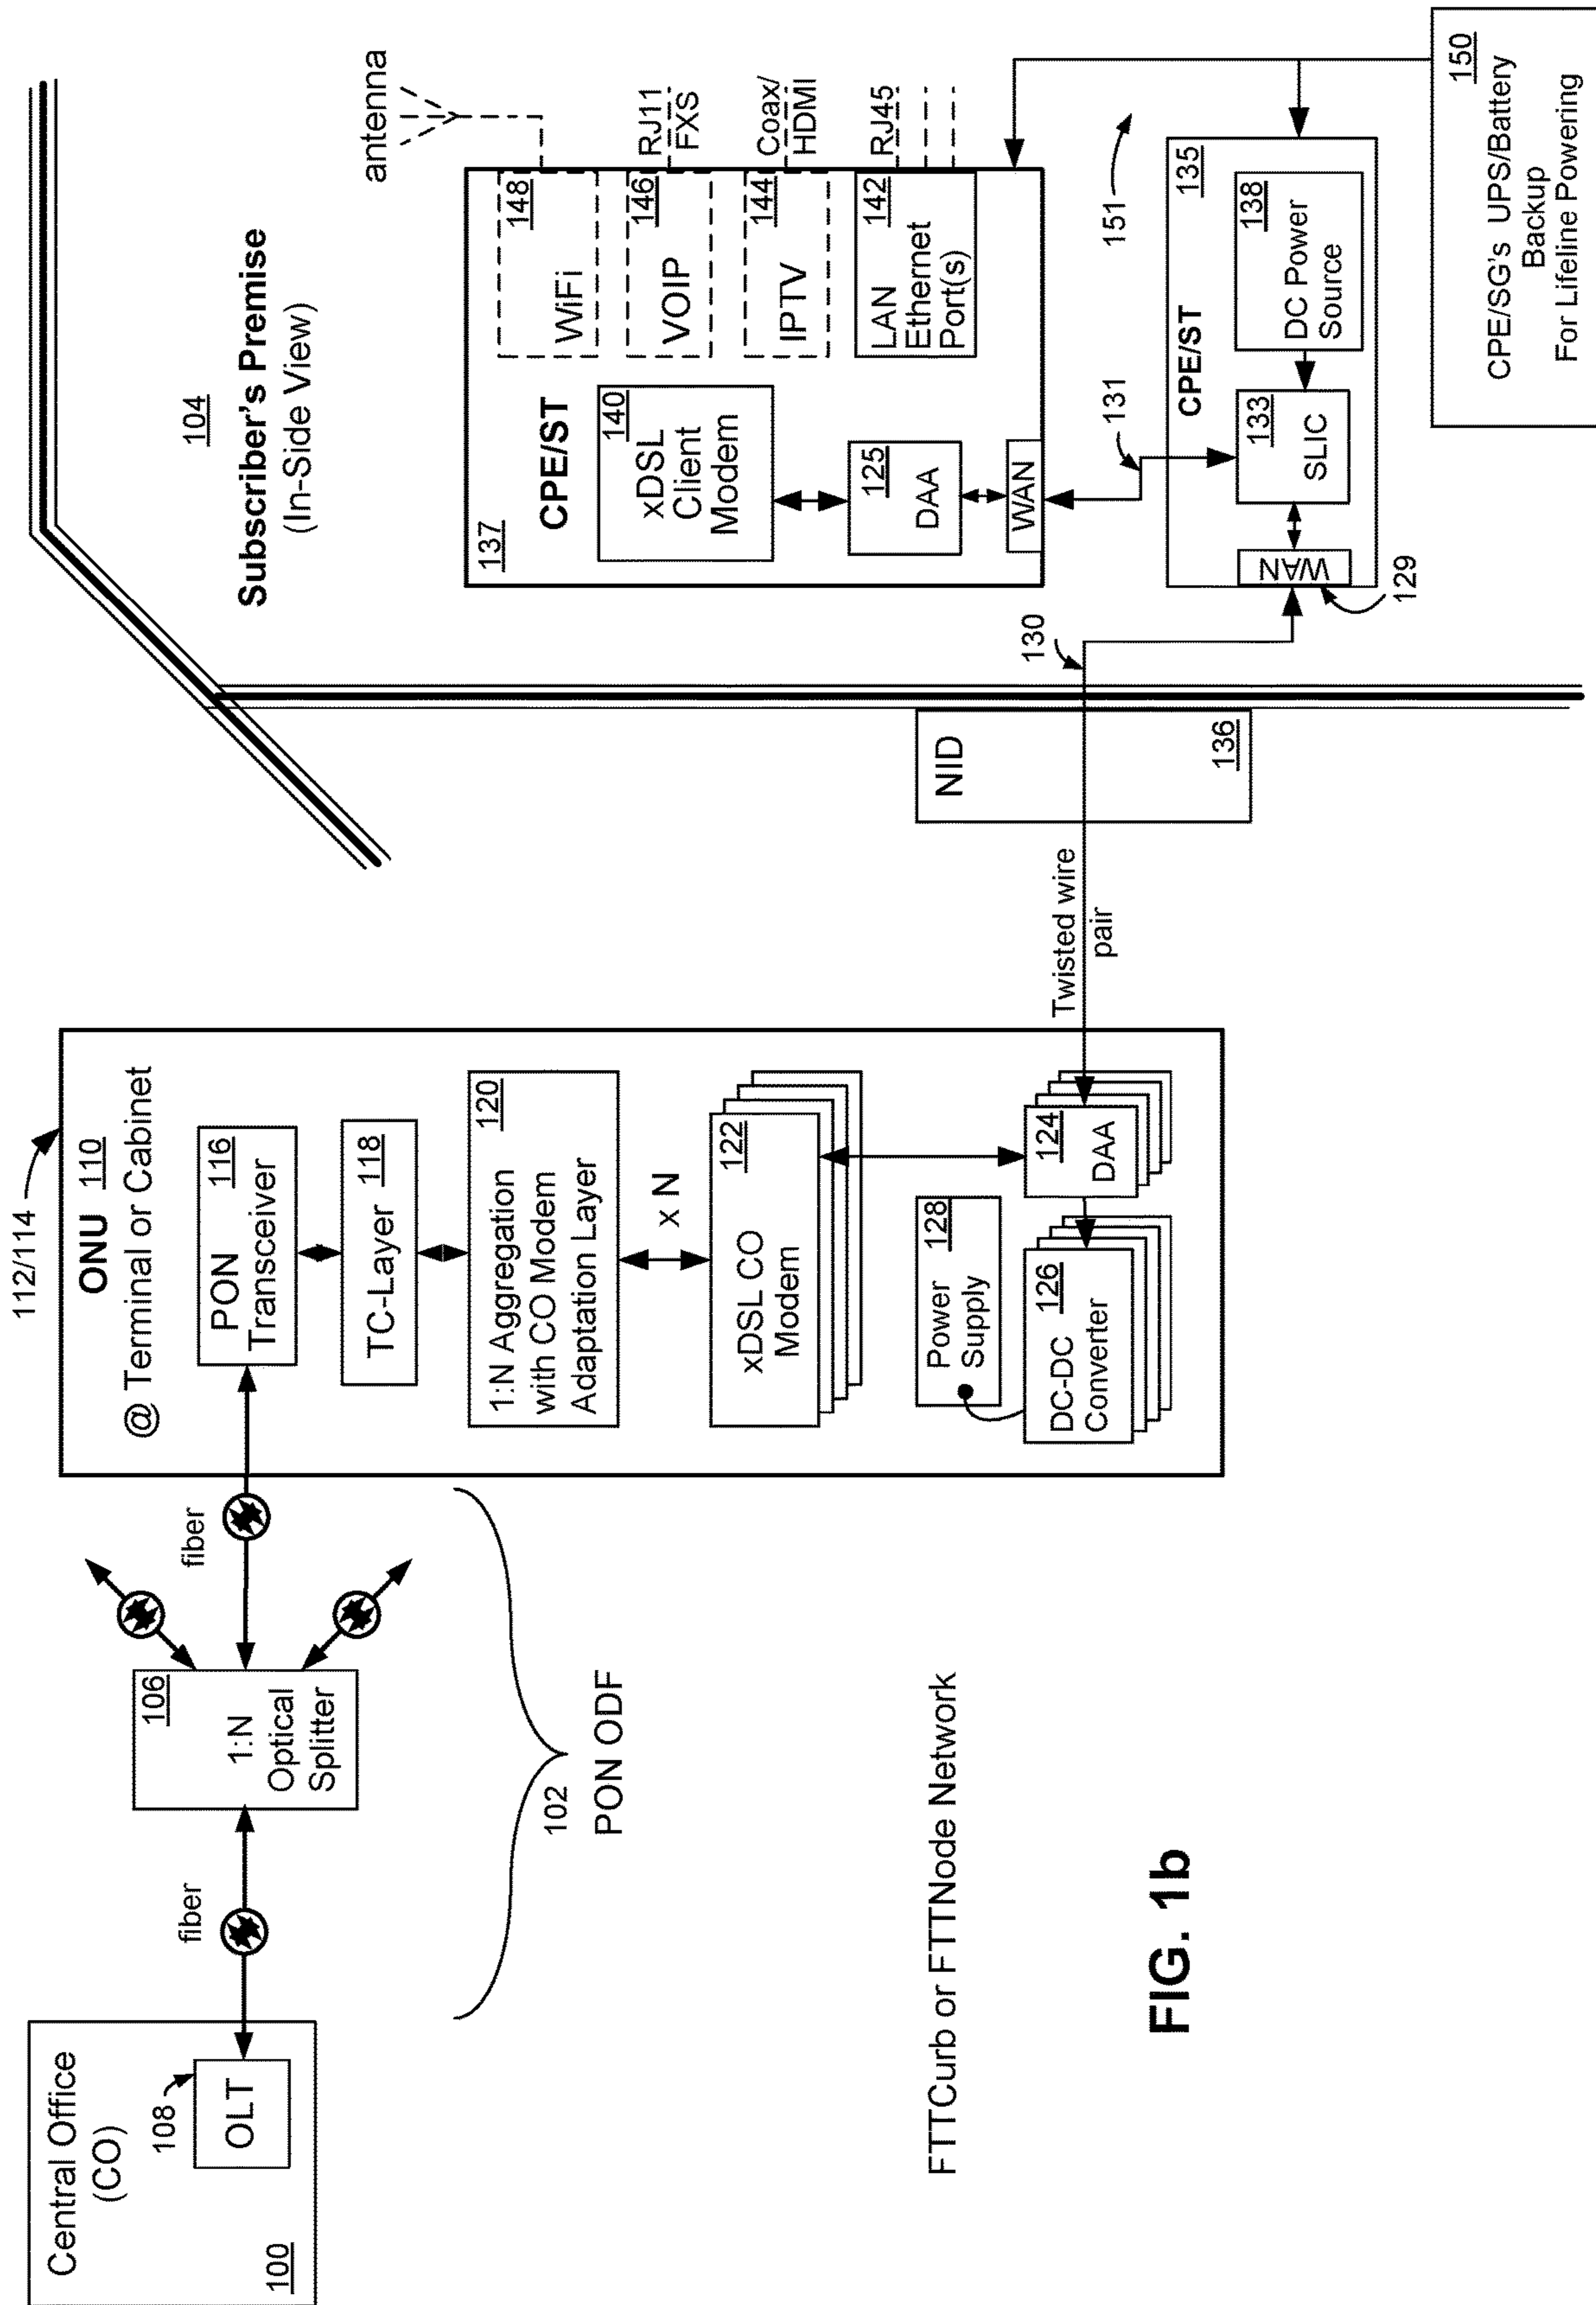 Central Office
(CO)
108
OLT
100
fiber
106
1:N
Optical
Splitter
fiber
102
PON ODF
112/114
ONU 110
@ Terminal or Cabinet
PON 116
Transceiver
TC-Layer 118
120
1:N Aggregation
with CO Modem
Adaptation Layer
x N
122
xDSL CO
Modem
128
Power
Supply
124
DAA
126
DC-DC
Converter
Twisted wire
pair
NID
136
130
104
Subscriber's Premise
(In-Side View)
antenna
137
CPE/ST
140
xDSL
Client
Modem
125
DAA
WAN
148
WiFi
146
VOIP
144
IPTV
142
LAN
Ethernet
Port(s)
RJ11
FXS
Coax/
HDMI
RJ45
131
151
135
CPE/ST
133
SLIC
138
DC Power
Source
WAN
129
150
CPE/SG's UPS/Battery
Backup
For Lifeline Powering
FTTCurb or FTTNode Network
FIG. 1b